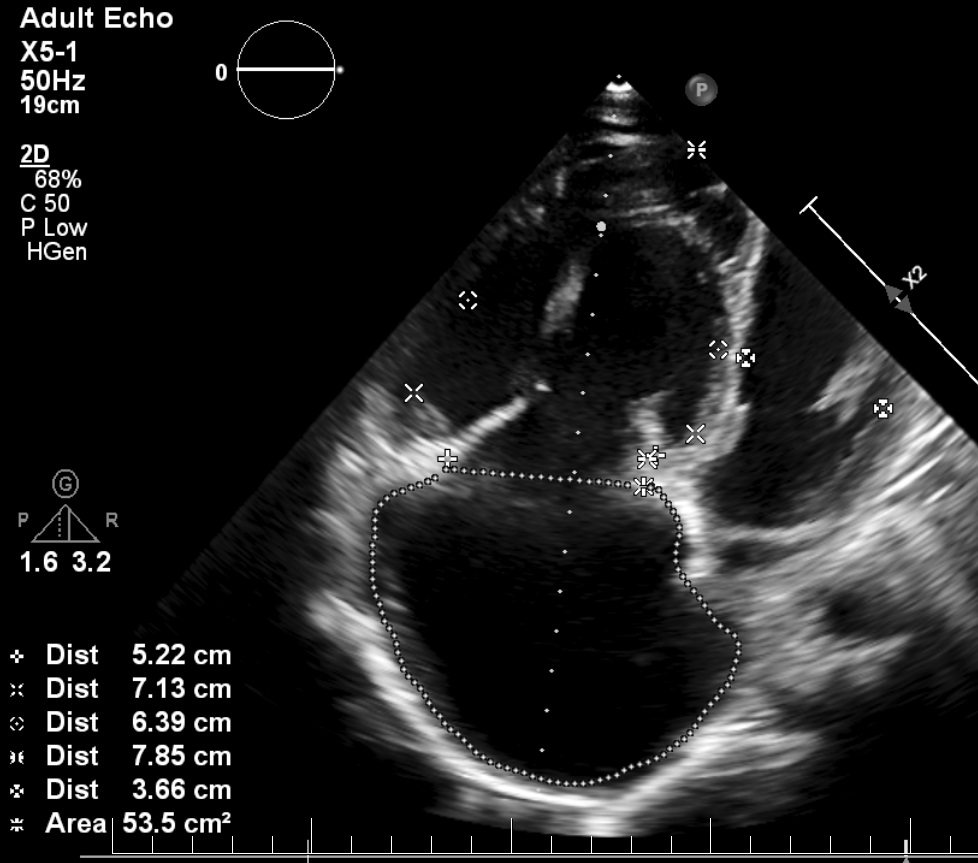 Adult Echo
X5-1
50Hz
19cm
0
P
2D
68%
C 50
P Low
HGen
X2
G
P R
1.6 3.2
Dist 5.22 cm
Dist 7.13 cm
Dist 6.39 cm
Dist 7.85 cm
Dist 3.66 cm
Area 53.5 cm²